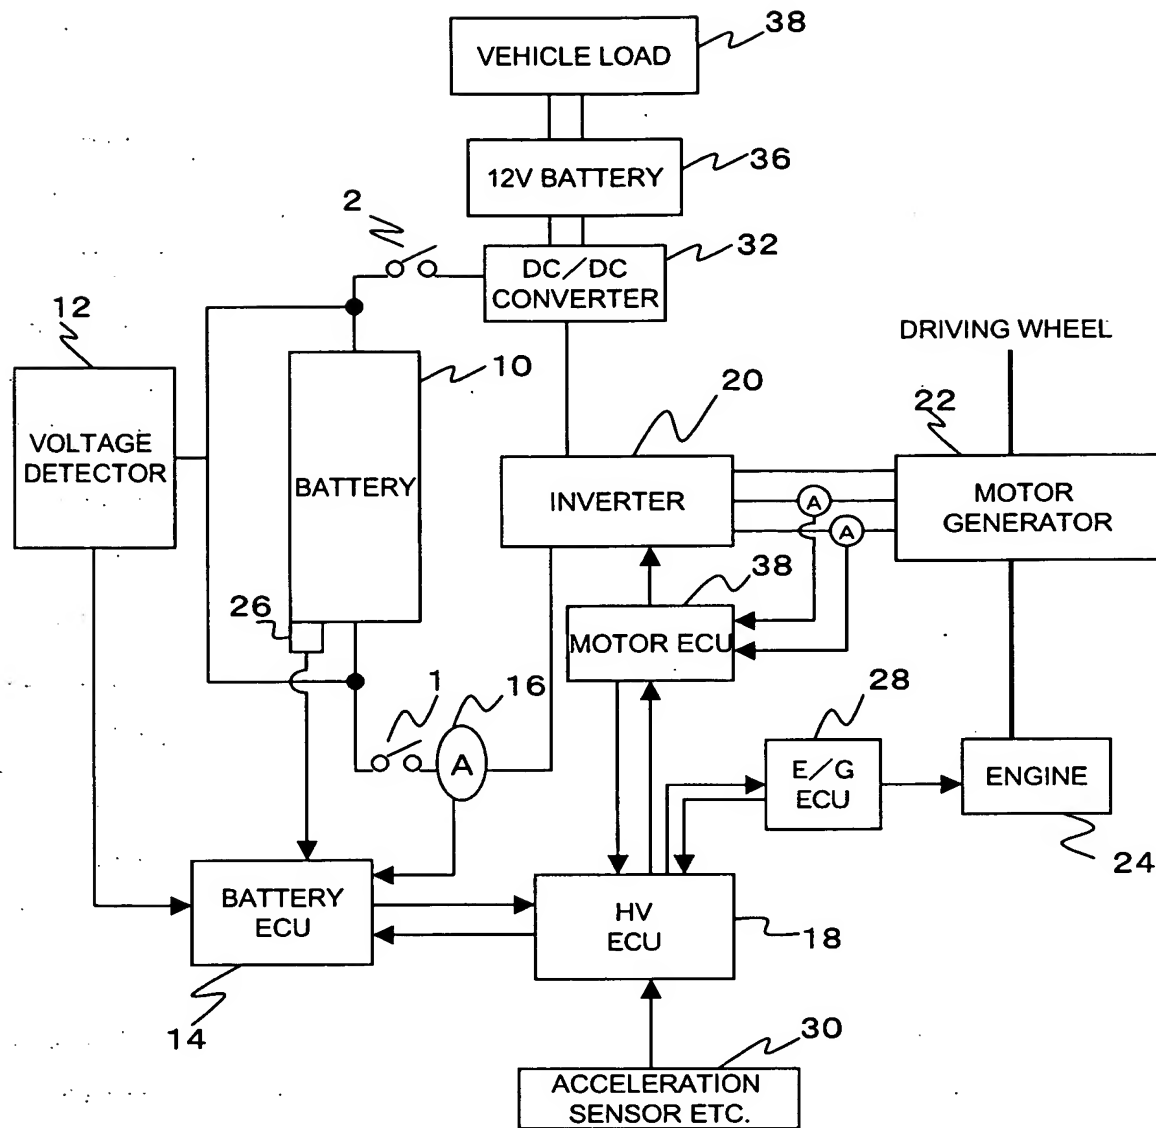 38
VEHICLE LOAD
36
12V BATTERY
2
32
DC/DC
CONVERTER
12
DRIVING WHEEL
10
20
22
VOLTAGE
DETECTOR
BATTERY
INVERTER
A
A
MOTOR
GENERATOR
38
26
MOTOR ECU
1
16
28
A
E/G
ECU
ENGINE
24
BATTERY
ECU
HV
ECU
18
14
30
ACCELERATION
SENSOR ETC.